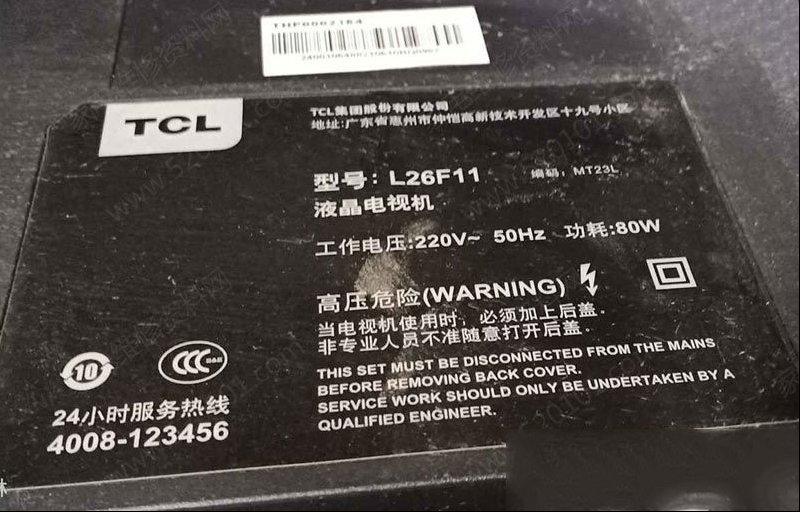 TCL
TCL集团股份有限公司
地址:广东省惠州市仲恺高新技术开发区十九号小区
型号: L26F11
编码: MT23L
液晶电视机
工作电压:220V~ 50Hz 功耗:80W
高压危险(WARNING)
当电视机使用时，必须加上后盖。
非专业人员不准随意打开后盖。
THIS SET MUST BE DISCONNECTED FROM THE MAINS
BEFORE REMOVING BACK COVER.
SERVICE WORK SHOULD ONLY BE UNDERTAKEN BY A
QUALIFIED ENGINEER.
10
CCC
24小时服务热线
4008-123456